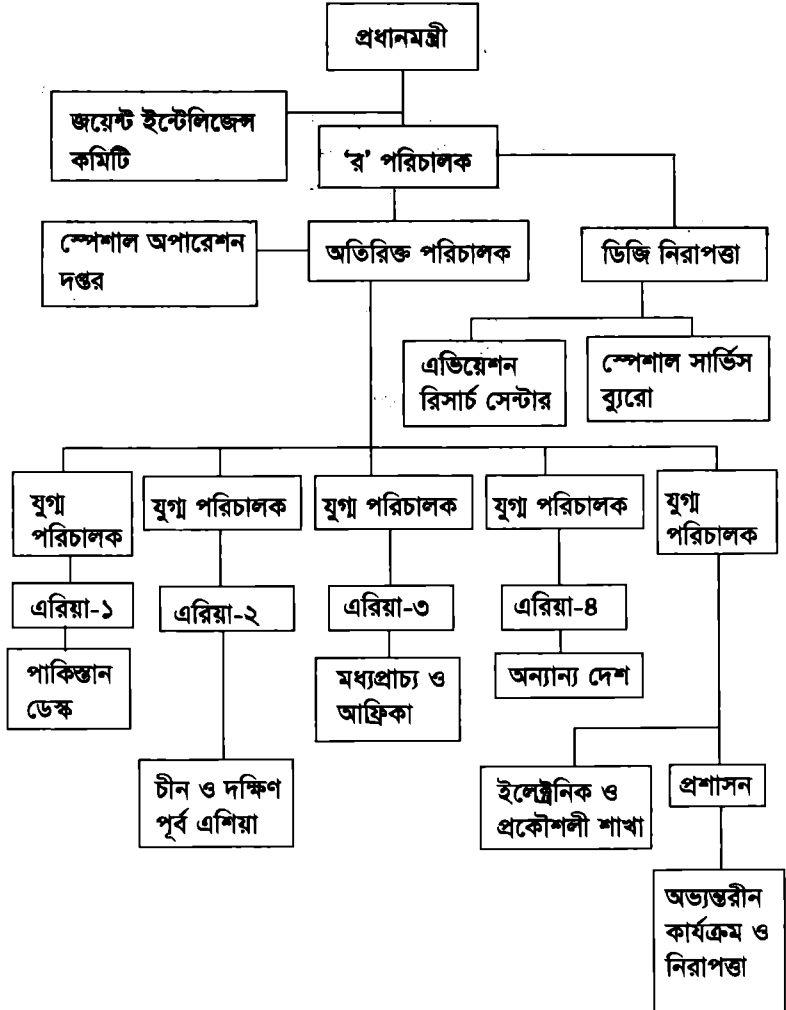 প্রধানমন্ত্রী
জয়েন্ট ইন্টেলিজেন্স
কমিটি
‘র’ পরিচালক
স্পেশাল অপারেশন
দপ্তর
অতিরিক্ত পরিচালক
ডিজি নিরাপত্তা
এভিয়েশন
রিসার্চ সেন্টার
স্পেশাল সার্ভিস
ব্যুরো
যুগ্ম
পরিচালক
যুগ্ম পরিচালক
যুগ্ম পরিচালক
যুগ্ম পরিচালক
যুগ্ম
পরিচালক
এরিয়া-১
এরিয়া-২
এরিয়া-৩
এরিয়া-৪
পাকিস্তান
ডেস্ক
মধ্যপ্রাচ্য ও
আফ্রিকা
অন্যান্য দেশ
চীন ও দক্ষিণ
পূর্ব এশিয়া
ইলেক্ট্রনিক ও
প্রকৌশলী শাখা
প্রশাসন
অভ্যন্তরীন
কার্যক্রম ও
নিরাপত্তা